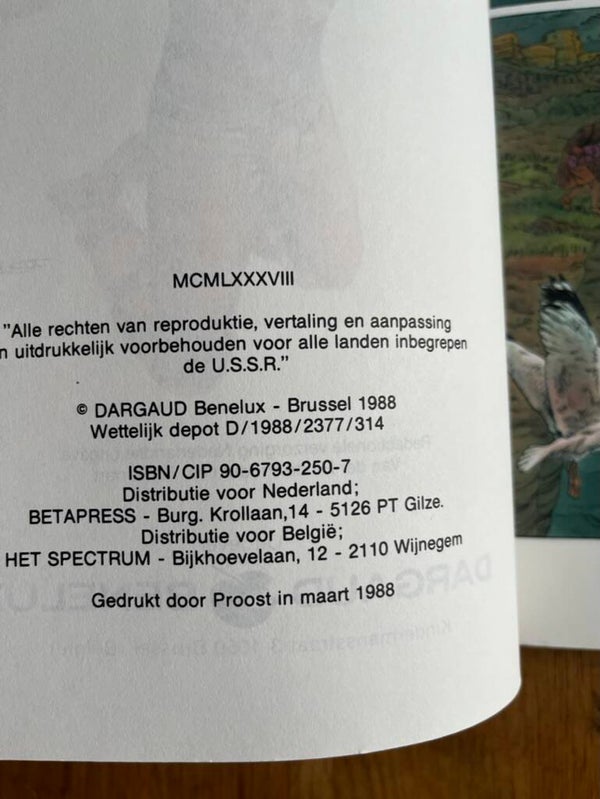 MCMLXXXVIII
"Alle rechten van reproduktie, vertaling en aanpassing
n uitdrukkelijk voorbehouden voor alle landen inbegrepen
de U.S.S.R."
© DARGAUD Benelux - Brussel 1988
Wettelijk depot D/1988/2377/314
ISBN/CIP 90-6793-250-7
Distributie voor Nederland;
BETAPRESS - Burg. Krollaan,14 - 5126 PT Gilze.
Distributie voor België;
HET SPECTRUM - Bijkhoevelaan, 12 - 2110 Wijnegem
Gedrukt door Proost in maart 1988